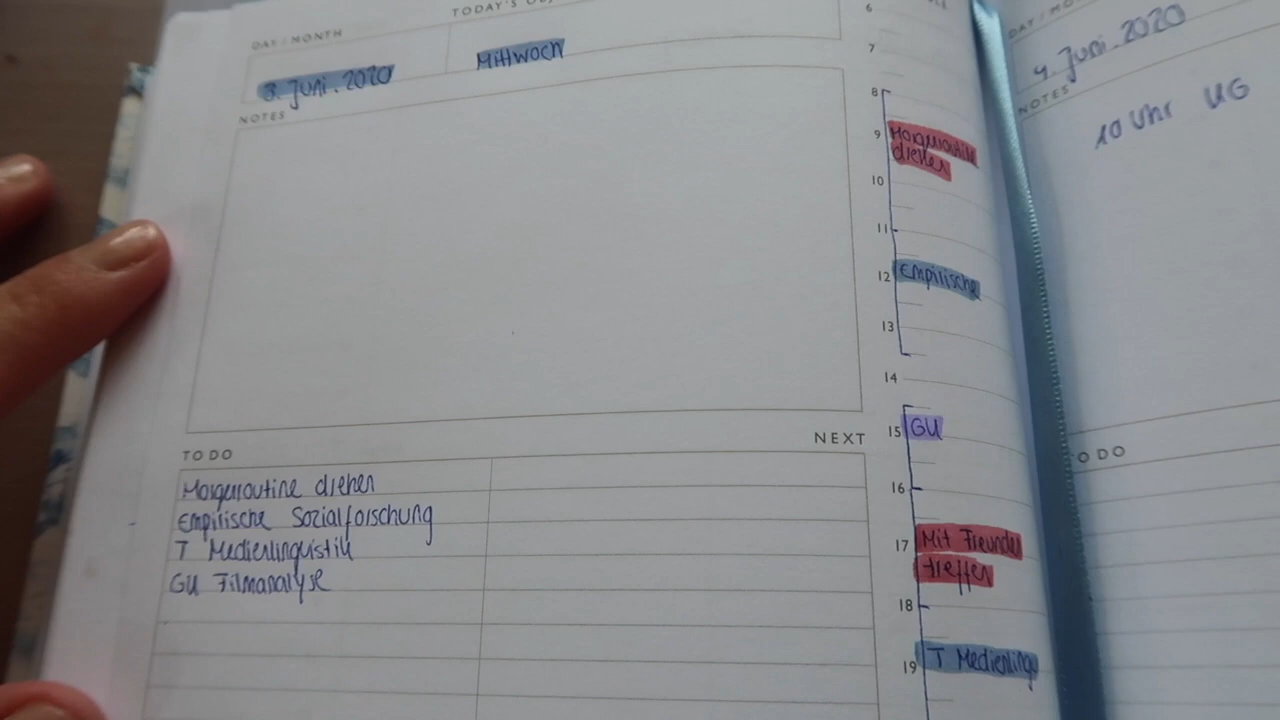 DAY / MONTH
TODAY'S
3. Juni. 2020
Mittwoch
NOTES
6
7
8
9
Morgenroutine
drehen
10
11
12
Empirische
13
14
15
GU
16
17
Mit Freunden
treffen
18
19
T Medienlingu
TO DO
NEXT
Morgenroutine drehen
Empirische Sozialforschung
T Medienlinguistik
GU Filmanalyse
DAY / MO
4. Juni. 2020
NOTES
10 Uhr UG
O DO